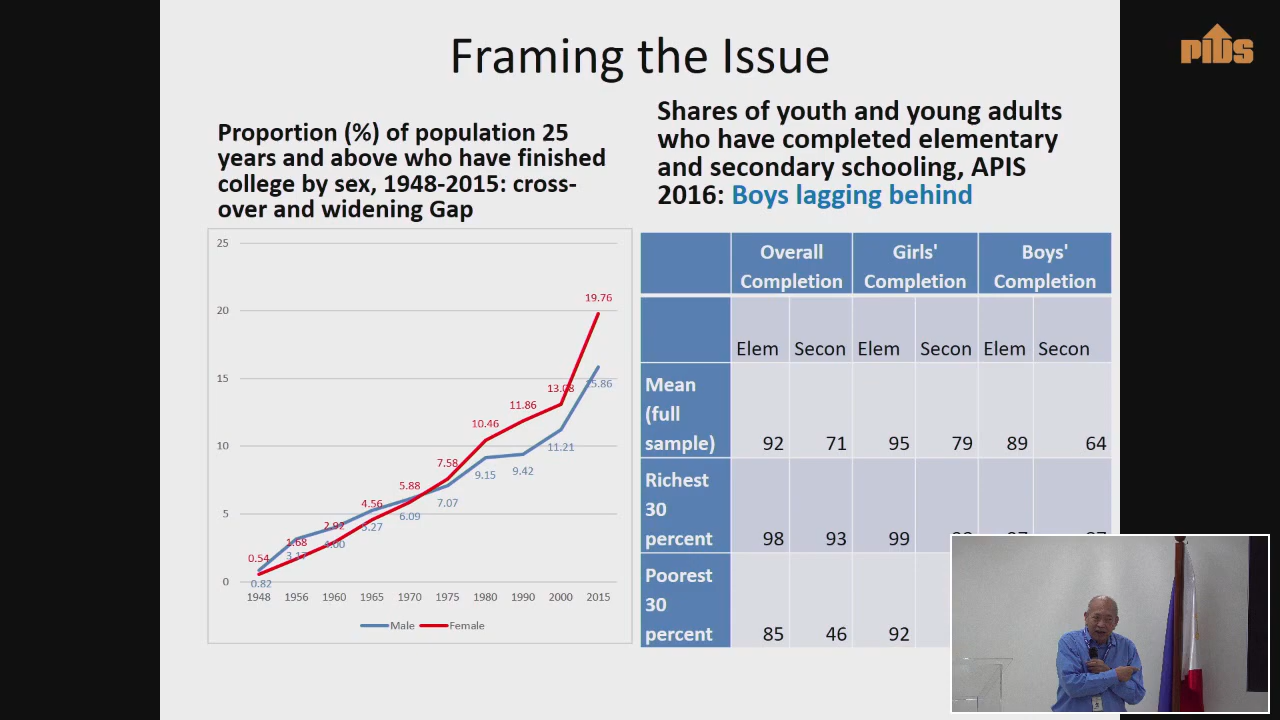 PIDS
Framing the Issue
Proportion (%) of population 25
years and above who have finished
college by sex, 1948-2015: cross-
over and widening Gap
25
20
15
10
5
0
19.76
13.08
15.86
11.86
10.46
11.21
9.15
9.42
7.58
7.07
5.88
6.09
4.56
5.27
2.92
4.00
1.68
0.54
0.82
1948 1956 1960 1965 1970 1975 1980 1990 2000 2015
Male Female
Shares of youth and young adults
who have completed elementary
and secondary schooling, APIS
2016: Boys lagging behind
Overall Girls' Boys'
Completion Completion Completion
Elem Secon Elem Secon Elem Secon
Mean
(full
sample) 92 71 95 79 89 64
Richest
30
percent 98 93 99
Poorest
30
percent 85 46 92